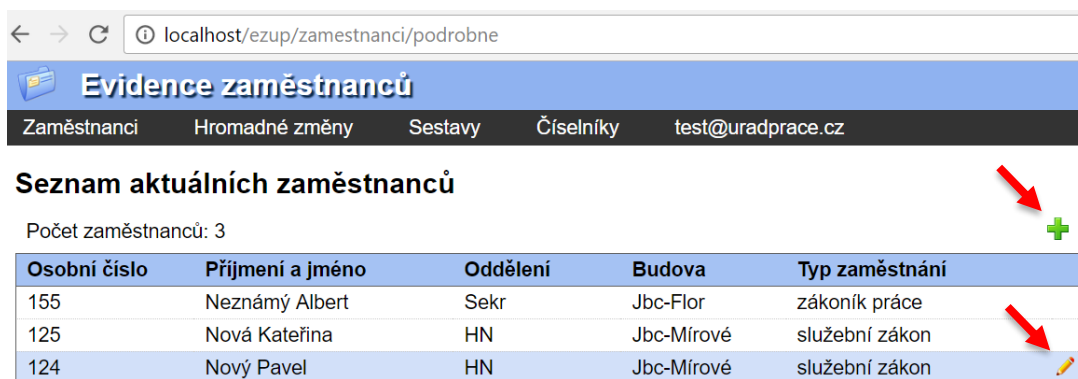 localhost/ezup/zamestnanci/podrobne
Evidence zaměstnanců
Zaměstnanci Hromadné změny Sestavy Číselníky test@uradprace.cz
Seznam aktuálních zaměstnanců
Počet zaměstnanců: 3
Osobní číslo Příjmení a jméno Oddělení Budova Typ zaměstnání
155 Neznámý Albert Sekr Jbc-Flor zákoník práce
125 Nová Kateřina HN Jbc-Mírové služební zákon
124 Nový Pavel HN Jbc-Mírové služební zákon